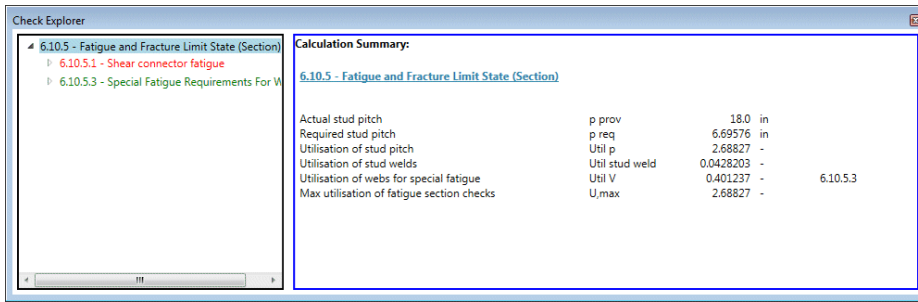 Check Explorer
6.10.5 - Fatigue and Fracture Limit State (Section)
6.10.5.1 - Shear connector fatigue
6.10.5.3 - Special Fatigue Requirements For W
Calculation Summary:
6.10.5 - Fatigue and Fracture Limit State (Section)
Actual stud pitch p prov 18.0 in
Required stud pitch p req 6.69576 in
Utilisation of stud pitch Util p 2.68827 -
Utilisation of stud welds Util stud weld 0.0428203 -
Utilisation of webs for special fatigue Util V 0.401237 - 6.10.5.3
Max utilisation of fatigue section checks U,max 2.68827 -